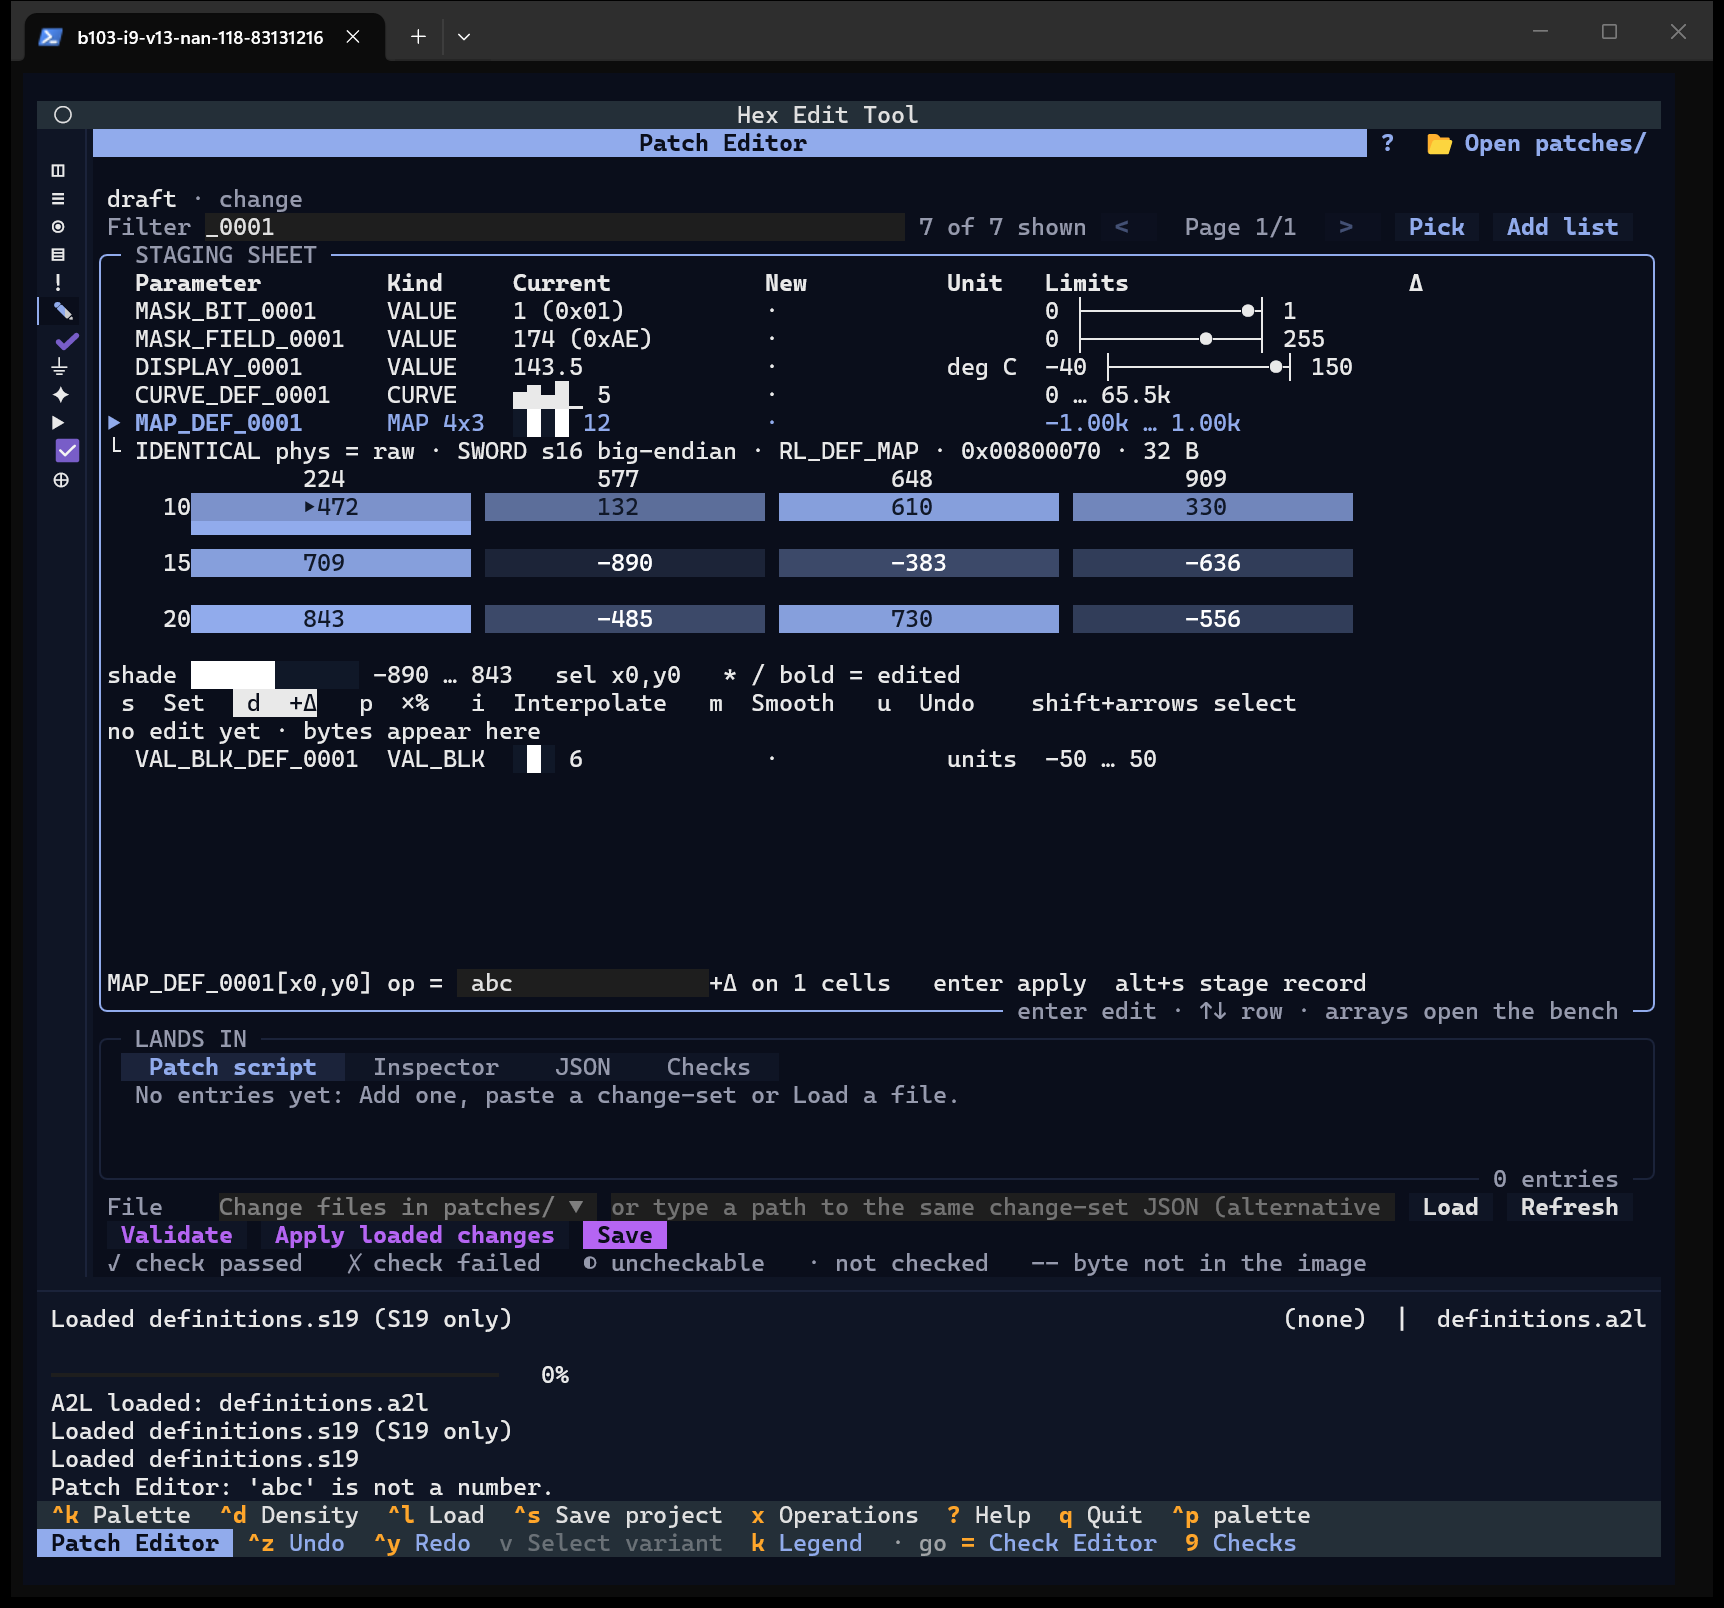 b103-i9-v13-nan-118-83131216
Hex Edit Tool
Patch Editor ? Open patches/
draft · change
Filter _0001 7 of 7 shown < Page 1/1 > Pick Add list
STAGING SHEET
Parameter Kind Current New Unit Limits Δ
MASK_BIT_0001 VALUE 1 (0x01) · 0 1
MASK_FIELD_0001 VALUE 174 (0xAE) · 0 255
DISPLAY_0001 VALUE 143.5 · deg C -40 150
CURVE_DEF_0001 CURVE 5 · 0 … 65.5k
▶ MAP_DEF_0001 MAP 4x3 12 · -1.00k … 1.00k
└ IDENTICAL phys = raw · SWORD s16 big-endian · RL_DEF_MAP · 0x00800070 · 32 B
224 577 648 909
10 ▸472 132 610 330
15 709 -890 -383 -636
20 843 -485 730 -556
shade -890 … 843 sel x0,y0 * / bold = edited
s Set d +Δ p ×% i Interpolate m Smooth u Undo shift+arrows select
no edit yet · bytes appear here
VAL_BLK_DEF_0001 VAL_BLK 6 · units -50 … 50
MAP_DEF_0001[x0,y0] op = abc +Δ on 1 cells enter apply alt+s stage record
enter edit · ↑↓ row · arrays open the bench
LANDS IN
Patch script Inspector JSON Checks
No entries yet: Add one, paste a change-set or Load a file.
0 entries
File Change files in patches/ ▼ or type a path to the same change-set JSON (alternative Load Refresh
Validate Apply loaded changes Save
√ check passed ╳ check failed ◐ uncheckable · not checked -- byte not in the image
Loaded definitions.s19 (S19 only) (none) | definitions.a2l
0%
A2L loaded: definitions.a2l
Loaded definitions.s19 (S19 only)
Loaded definitions.s19
Patch Editor: 'abc' is not a number.
^k Palette ^d Density ^l Load ^s Save project x Operations ? Help q Quit ^p palette
Patch Editor ^z Undo ^y Redo v Select variant k Legend · go = Check Editor 9 Checks